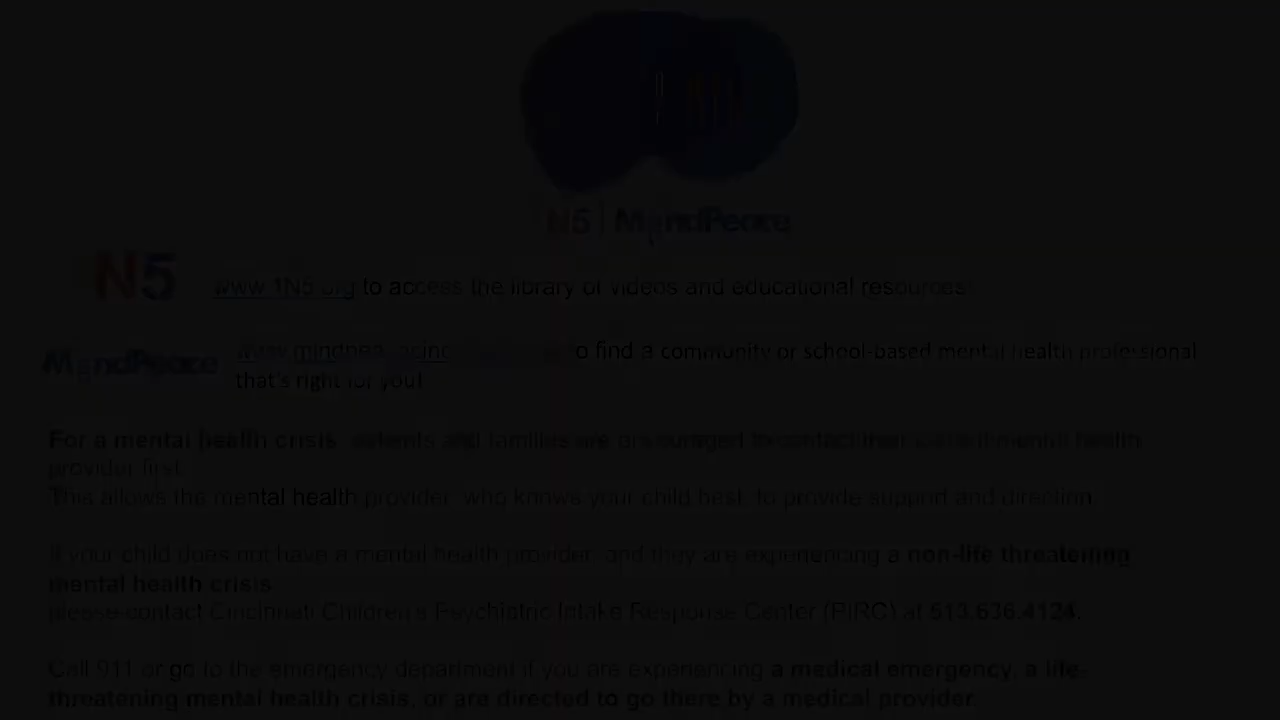 1N5 | M ndPeace
N5 www.1N5.org to access the library of videos and educational resources
M ndPeace to find a community or school-based mental health professional
that's right for you!
For a mental health crisis, patients and families are encouraged to contact their current mental health
provider first.
This allows the mental health provider, who knows your child best, to provide support and direction.
If your child does not have a mental health provider, and they are experiencing a non-life threatening
mental health crisis
please contact Cincinnati Children's Psychiatric Intake Response Center (PIRC) at 513.636.4124.
Call 911 or go to the emergency department if you are experiencing a medical emergency, a life-
threatening mental health crisis, or are directed to go there by a medical provider.